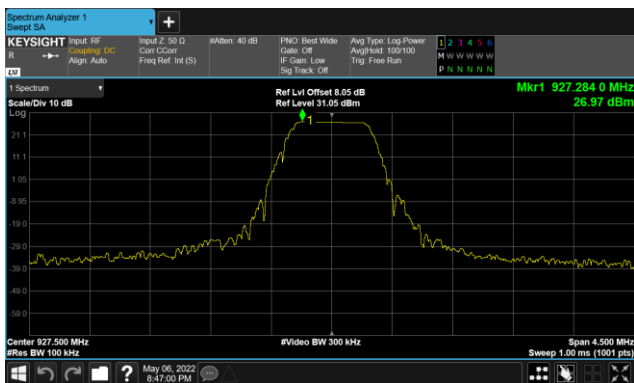 Spectrum Analyzer 1
Swept SA
+
KEYSIGHT Input: RF Input Z: 50 Ω #Atten: 40 dB PNO: Best Wide Avg Type: Log-Power 1 2 3 4 5 6
R Coupling: DC Corr CCorr Gate: Off Avg|Hold: 100/100 M W W W W W
Align: Auto Freq Ref: Int (S) IF Gain: Low Trig: Free Run
Sig Track: Off P N N N N N
LXI
1 Spectrum Ref Lvl Offset 8.05 dB Mkr1 927.284 0 MHz
Scale/Div 10 dB Ref Level 31.05 dBm 26.97 dBm
Log
1
21.1
11.1
1.05
-8.95
-19.0
-29.0
-39.0
-49.0
-59.0
Center 927.500 MHz #Video BW 300 kHz Span 4.500 MHz
#Res BW 100 kHz Sweep 1.00 ms (1001 pts)
? May 06, 2022
8:47:00 PM